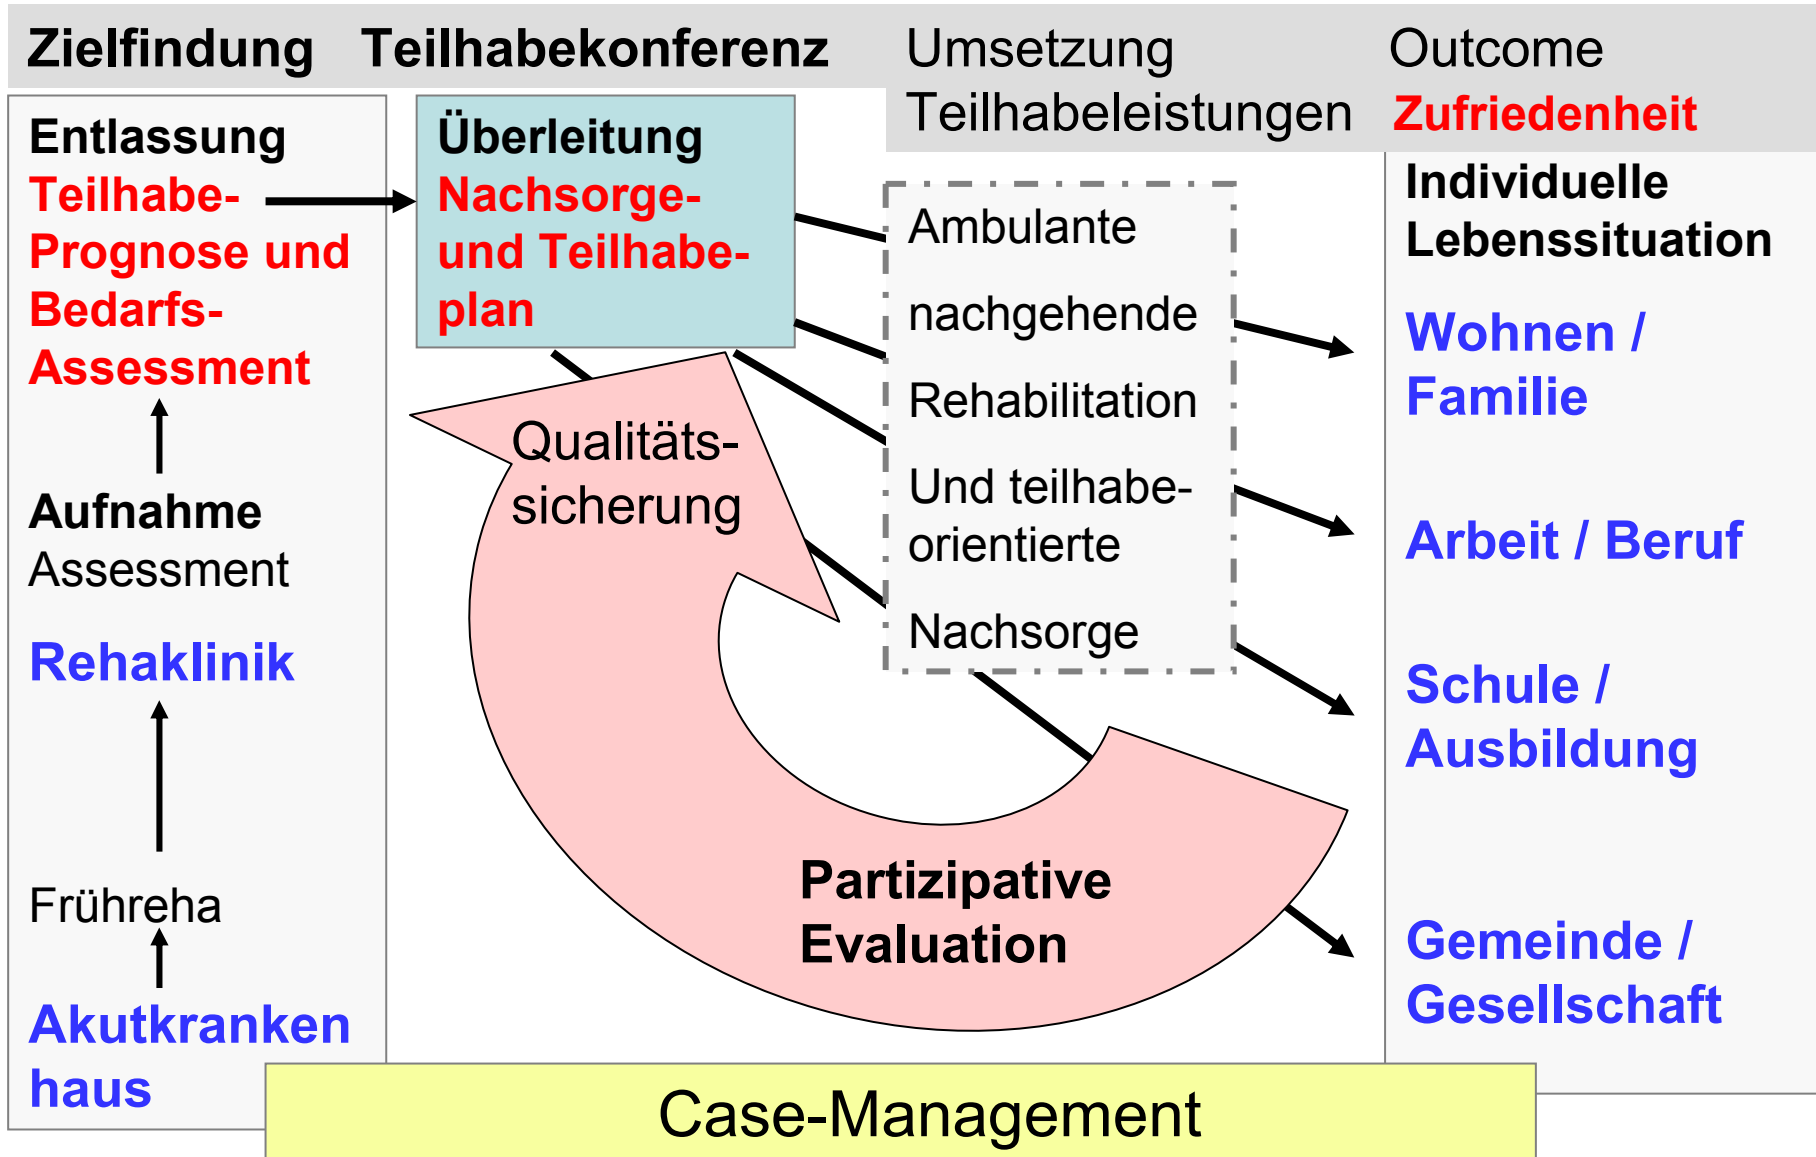 Zielfindung
Teilhabekonferenz
Umsetzung
Teilhabeleistungen
Outcome
Zufriedenheit
Entlassung
Teilhabe-
Prognose und
Bedarfs-
Assessment
Aufnahme
Assessment
Rehaklinik
Frühreha
Akutkranken
haus
Überleitung
Nachsorge-
und Teilhabe-
plan
Qualitäts-
sicherung
Partizipative
Evaluation
Ambulante
nachgehende
Rehabilitation
Und teilhabe-
orientierte
Nachsorge
Individuelle
Lebenssituation
Wohnen /
Familie
Arbeit / Beruf
Schule /
Ausbildung
Gemeinde /
Gesellschaft
Case-Management